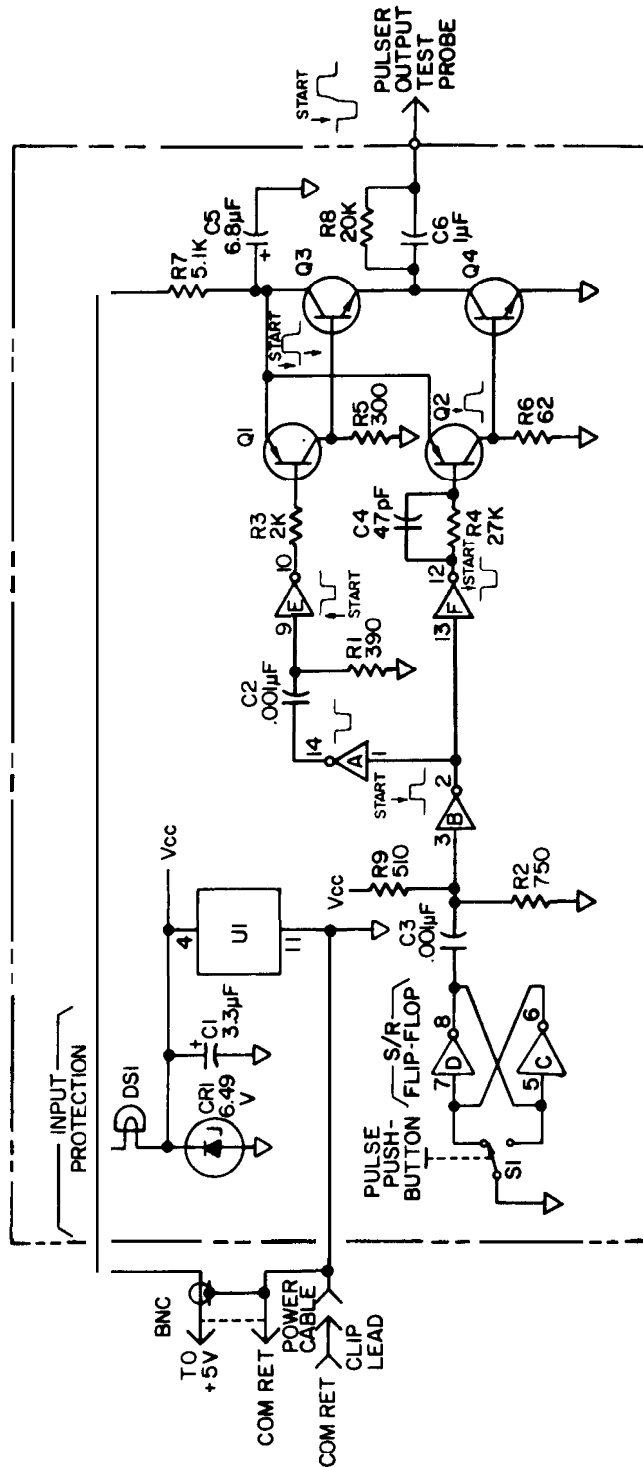 INPUT
PROTECTION
BNC
TO
+5V
COM RET
POWER
CABLE
COM RET
CLIP
LEAD
DS1
CR1
6.49
V
C1
3.3µF
+
4
U1
11
Vcc
PULSE
PUSH-
BUTTON
S1
S/R
FLIP-FLOP
7
D
8
5
C
6
C3
.001µF
Vcc
R9
510
R2
750
3
B
2
START
1
A
14
C2
.001µF
R1
390
9
E
10
START
R3
2K
13
F
12
START
C4
47pF
R4
27K
Q1
R5
300
START
Q2
R6
62
R7
5.1K
C5
6.8µF
+
Q3
Q4
R8
20K
C6
1µF
START
PULSER
OUTPUT
TEST
PROBE